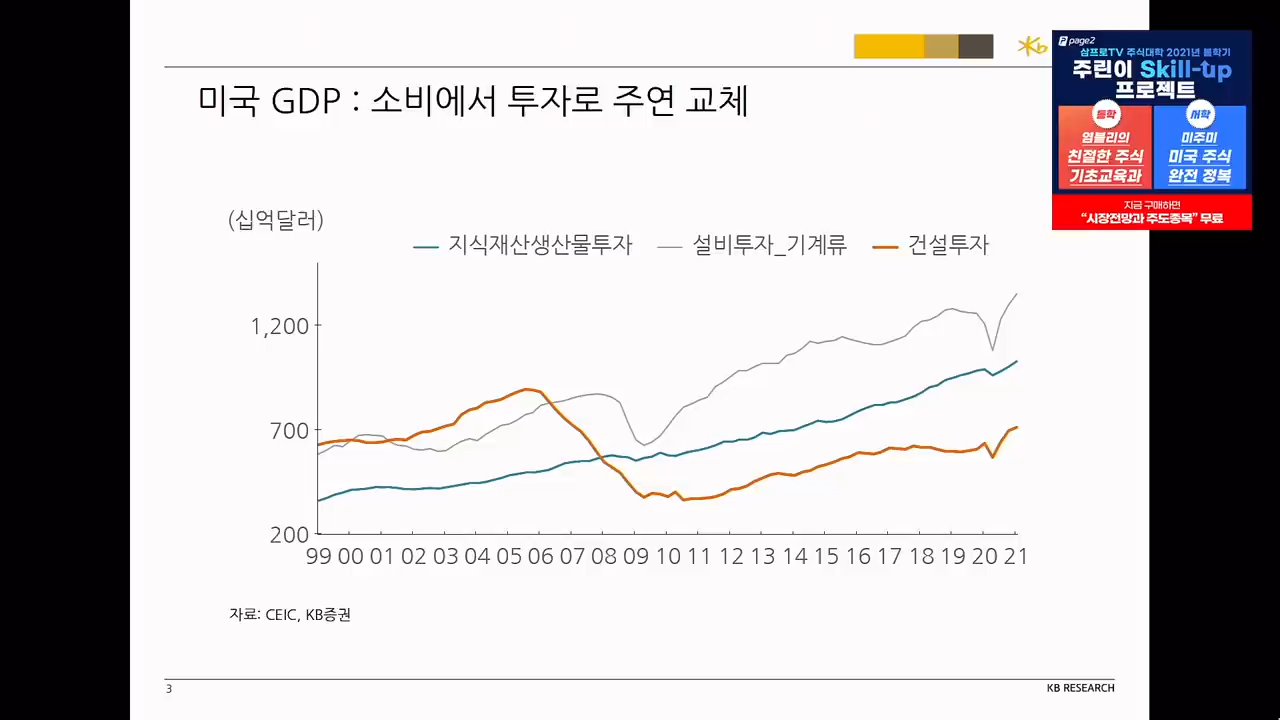 Kb
page2
삼프로TV 주식대학 2021년 봄학기
주린이 Skill-up
프로젝트
동학
서학
염블리의
친절한 주식
기초교육과
미주미
미국 주식
완전 정복
지금 구매하면
“시장전망과 주도종목” 무료
미국 GDP : 소비에서 투자로 주연 교체
(십억달러)
지식재산생산물투자 설비투자_기계류 건설투자
1,200
700
200
99 00 01 02 03 04 05 06 07 08 09 10 11 12 13 14 15 16 17 18 19 20 21
자료: CEIC, KB증권
3
KB RESEARCH